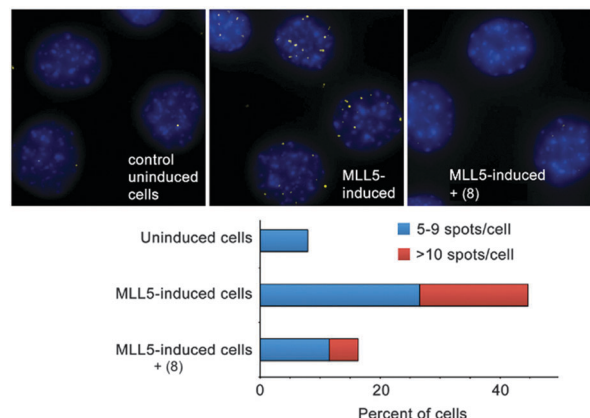 control
uninduced
cells
MLL5-
induced
MLL5-induced
+ (8)
5-9 spots/cell
>10 spots/cell
Uninduced cells
MLL5-induced cells
MLL5-induced cells
+ (8)
0
20
40
Percent of cells